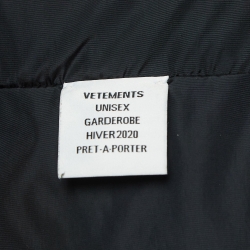 VETEMENTS
UNISEX
GARDEROBE
HIVER2020
PRET-A-PORTER